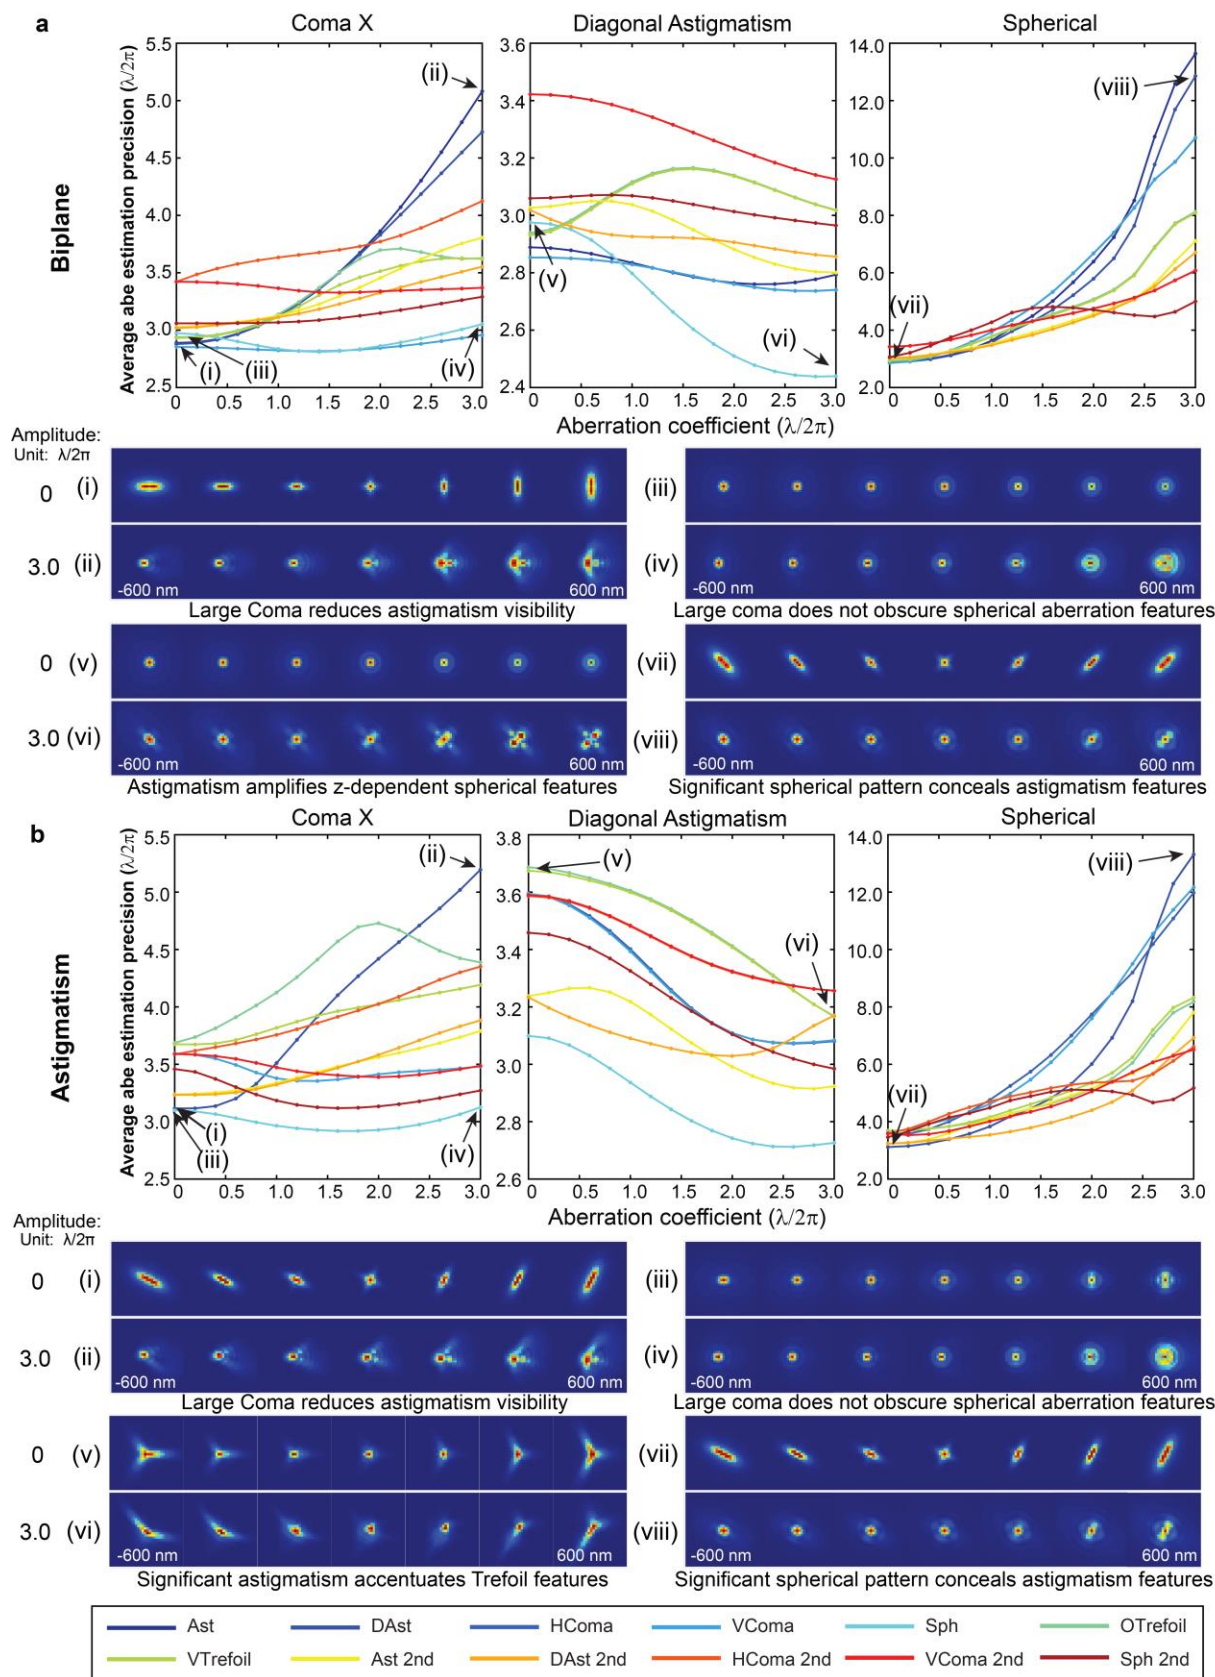 a
Coma X
Diagonal Astigmatism
Spherical
Biplane
Average abe estimation precision (λ/2π)
5.5
5.0
4.5
4.0
3.5
3.0
2.5
(ii)
(i)
(iii)
(iv)
0
0.5
1.0
1.5
2.0
2.5
3.0
3.6
3.4
3.2
3.0
2.8
2.6
2.4
(v)
(vi)
0
0.5
1.0
1.5
2.0
2.5
3.0
14.0
12.0
10.0
8.0
6.0
4.0
2.0
(viii)
(vii)
0
0.5
1.0
1.5
2.0
2.5
3.0
Aberration coefficient (λ/2π)
Amplitude:
Unit: λ/2π
0 (i)
(iii)
3.0 (ii)
-600 nm
600 nm
(iv)
-600 nm
600 nm
Large Coma reduces astigmatism visibility
Large coma does not obscure spherical aberration features
0 (v)
(vii)
3.0 (vi)
-600 nm
600 nm
(viii)
-600 nm
600 nm
Astigmatism amplifies z-dependent spherical features
Significant spherical pattern conceals astigmatism features
b
Coma X
Diagonal Astigmatism
Spherical
Astigmatism
Average abe estimation precision (λ/2π)
5.5
5.0
4.5
4.0
3.5
3.0
2.5
(ii)
(i)
(iii)
(iv)
0
0.5
1.0
1.5
2.0
2.5
3.0
3.8
3.6
3.4
3.2
3.0
2.8
2.6
(v)
(vi)
0
0.5
1.0
1.5
2.0
2.5
3.0
14.0
12.0
10.0
8.0
6.0
4.0
2.0
(viii)
(vii)
0
0.5
1.0
1.5
2.0
2.5
3.0
Aberration coefficient (λ/2π)
Amplitude:
Unit: λ/2π
0 (i)
(iii)
3.0 (ii)
-600 nm
600 nm
(iv)
-600 nm
600 nm
Large Coma reduces astigmatism visibility
Large coma does not obscure spherical aberration features
0 (v)
(vii)
3.0 (vi)
-600 nm
600 nm
(viii)
-600 nm
600 nm
Significant astigmatism accentuates Trefoil features
Significant spherical pattern conceals astigmatism features
Ast
DAst
HComa
VComa
Sph
OTrefoil
VTrefoil
Ast 2nd
DAst 2nd
HComa 2nd
VComa 2nd
Sph 2nd